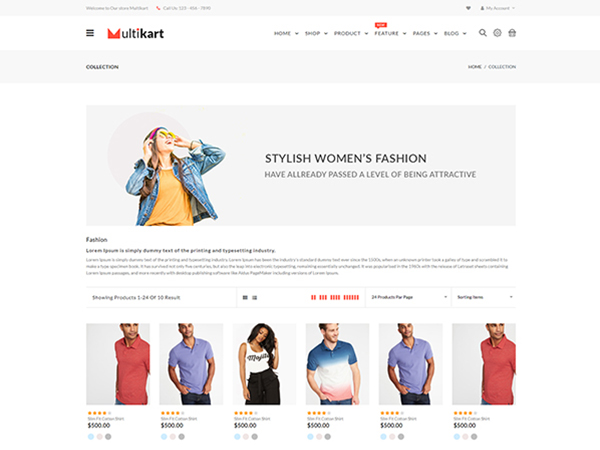 Welcome to Our store Multikart
Call Us: 123 - 456 - 7890
My Account
Multikart
HOME SHOP PRODUCT FEATURE PAGES BLOG
NEW
COLLECTION
HOME / COLLECTION
STYLISH WOMEN'S FASHION
HAVE ALLREADY PASSED A LEVEL OF BEING ATTRACTIVE
Fashion
Lorem Ipsum is simply dummy text of the printing and typesetting industry.
Lorem Ipsum is simply dummy text of the printing and typesetting industry. Lorem Ipsum has been the industry's standard dummy text ever since the 1500s, when an unknown printer took a galley of type and scrambled it to
make a type specimen book. It has survived not only five centuries, but also the leap into electronic typesetting, remaining essentially unchanged. It was popularised in the 1960s with the release of Letraset sheets containing
Lorem Ipsum passages, and more recently with desktop publishing software like Aldus PageMaker including versions of Lorem Ipsum.
Showing Products 1-24 Of 10 Result
24 Products Par Page
Sorting Items
Mojito
Slim Fit Cotton Shirt Slim Fit Cotton Shirt Slim Fit Cotton Shirt Slim Fit Cotton Shirt Slim Fit Cotton Shirt Slim Fit Cotton Shirt
$500.00 $500.00 $500.00 $500.00 $500.00 $500.00